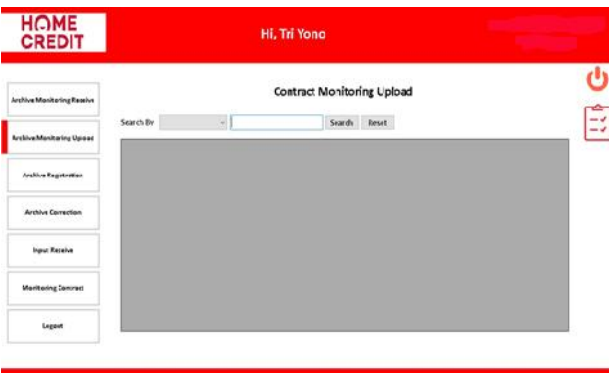 HOME
CREDIT
Hi, Tri Yono
Contract Monitoring Upload
Search By
Search
Reset
Archive Monitoring Receive
Archive Monitoring Upload
Archive Registration
Archive Correction
Input Receive
Monitoring Contract
Logout